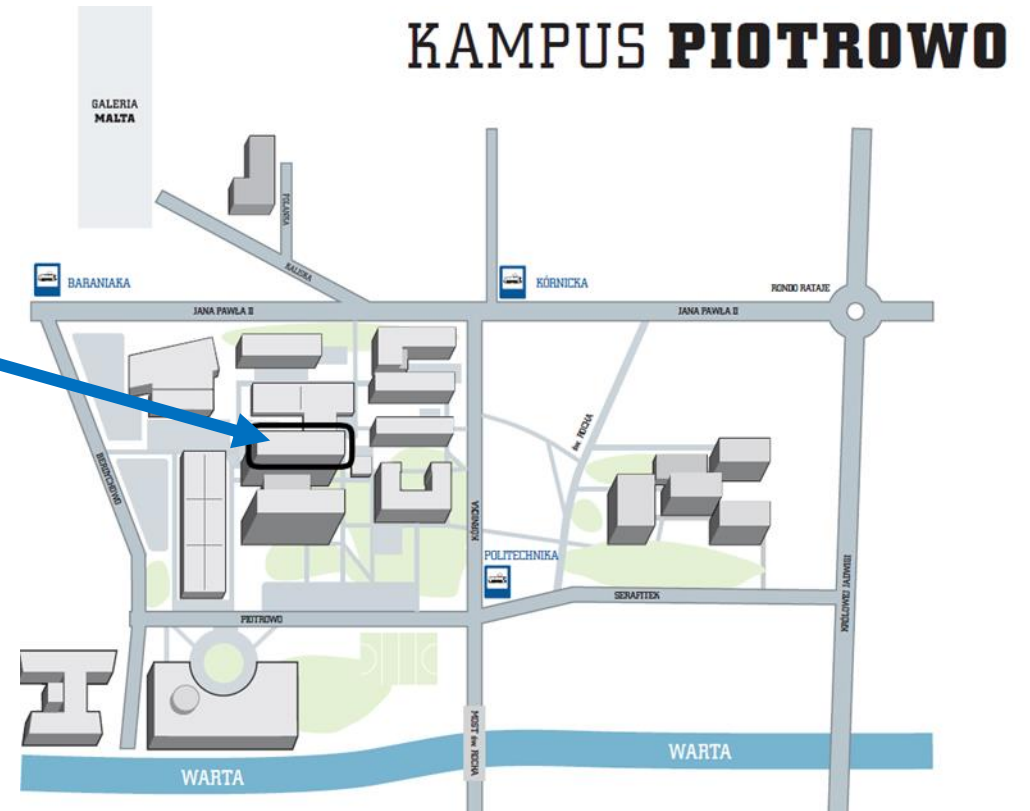 KAMPUS PIOTROWO
GALERIA
MALTA
POLANKA
KALISKA
BARANIAKA
KÓRNICKA
RONDO RATAJE
JANA PAWŁA II
JANA PAWŁA II
św. ROCHA
BERDYCHOWO
KÓRNICKA
POLITECHNIKA
SERAFITEK
KRÓLOWEJ JADWIGI
PIOTROWO
MOST św. ROCHA
WARTA
WARTA